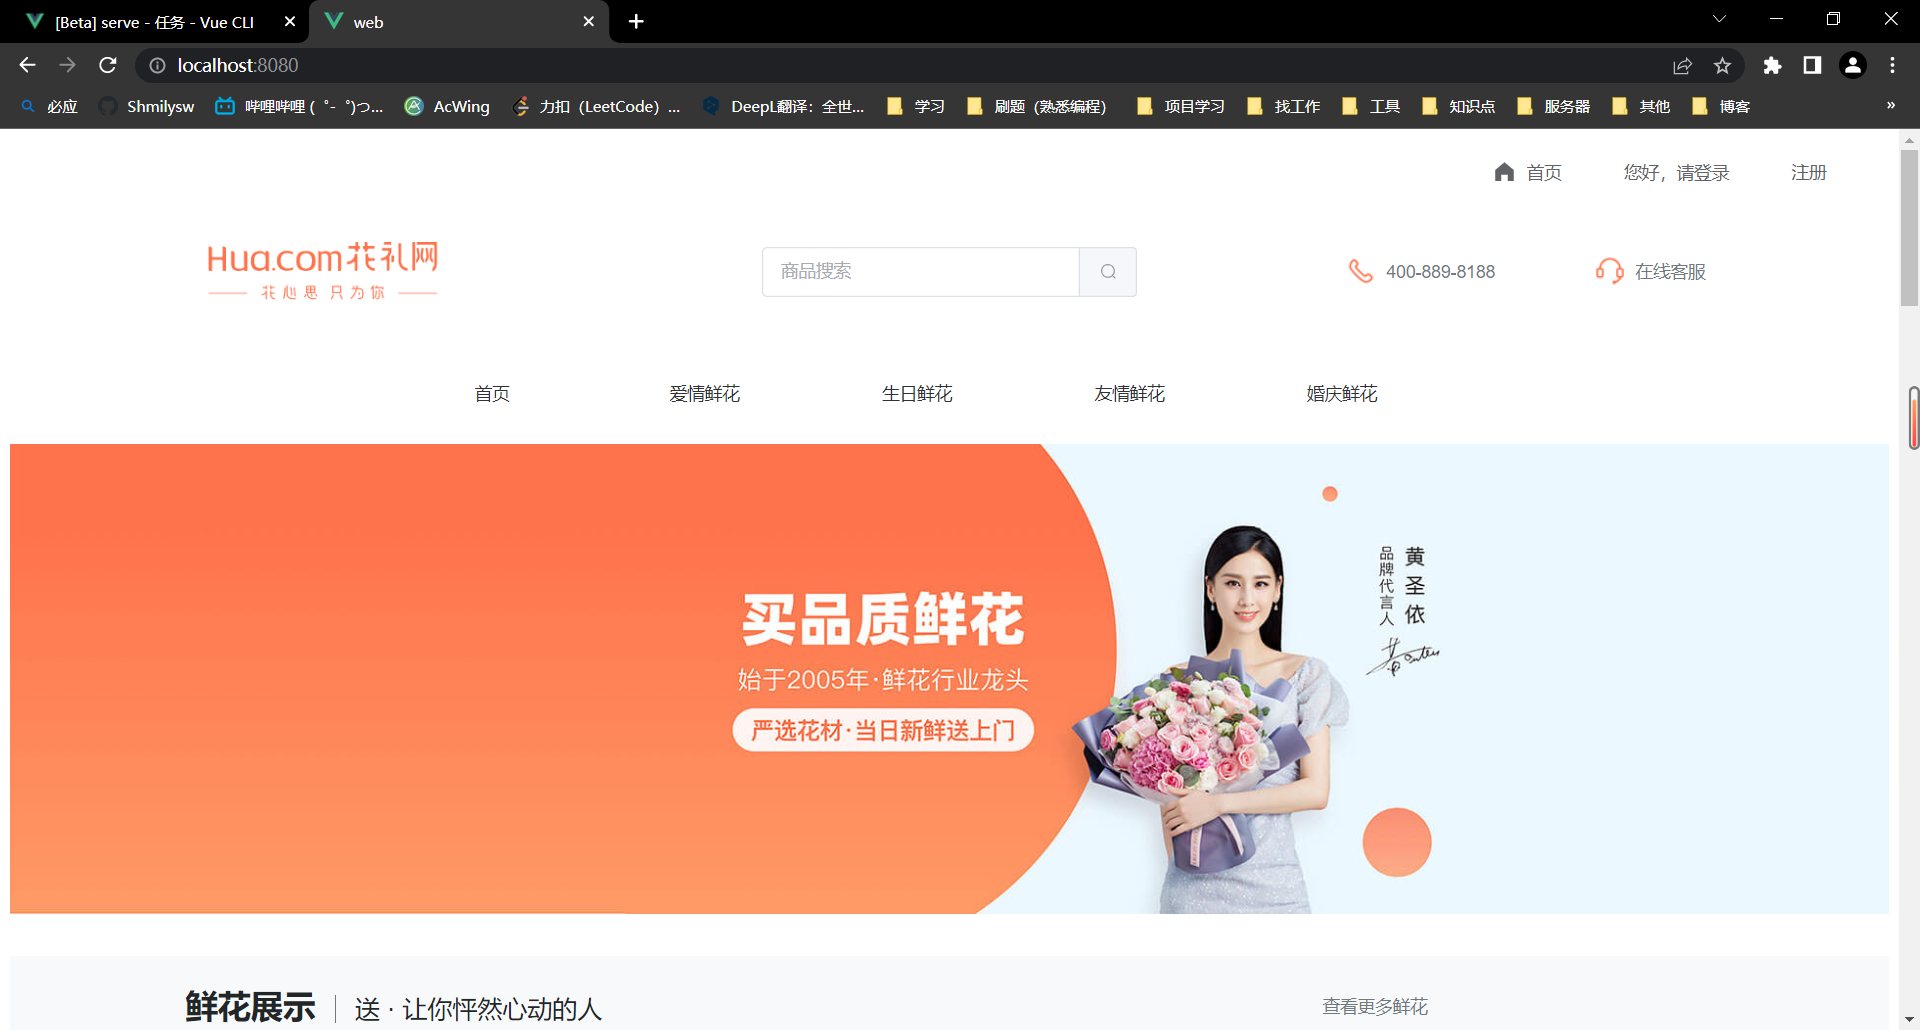 [Beta] serve - 任务 - Vue CLI
web
localhost:8080
必应
Shmilysw
哔哩哔哩 (゜-゜)つ...
AcWing
力扣（LeetCode）...
DeepL翻译：全世...
学习
刷题（熟悉编程）
项目学习
找工作
工具
知识点
服务器
其他
博客
»
首页
您好，请登录
注册
Hua.com花礼网
花心思 只为你
商品搜索
400-889-8188
在线客服
首页
爱情鲜花
生日鲜花
友情鲜花
婚庆鲜花
买品质鲜花
始于2005年·鲜花行业龙头
严选花材·当日新鲜送上门
黄圣依
品牌代言人
鲜花展示
送 · 让你怦然心动的人
查看更多鲜花